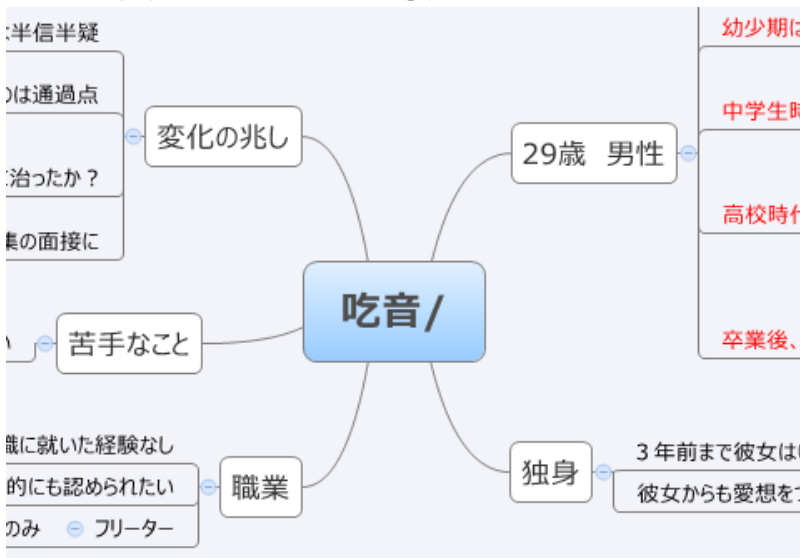 吃音/
変化の兆し
半信半疑
のは通過点
治ったか？
集の面接に
苦手なこと
い
職業
職に就いた経験なし
的にも認められたい
のみ
フリーター
29歳 男性
幼少期は
中学生時
高校時代
卒業後、
独身
３年前まで彼女は
彼女からも愛想を